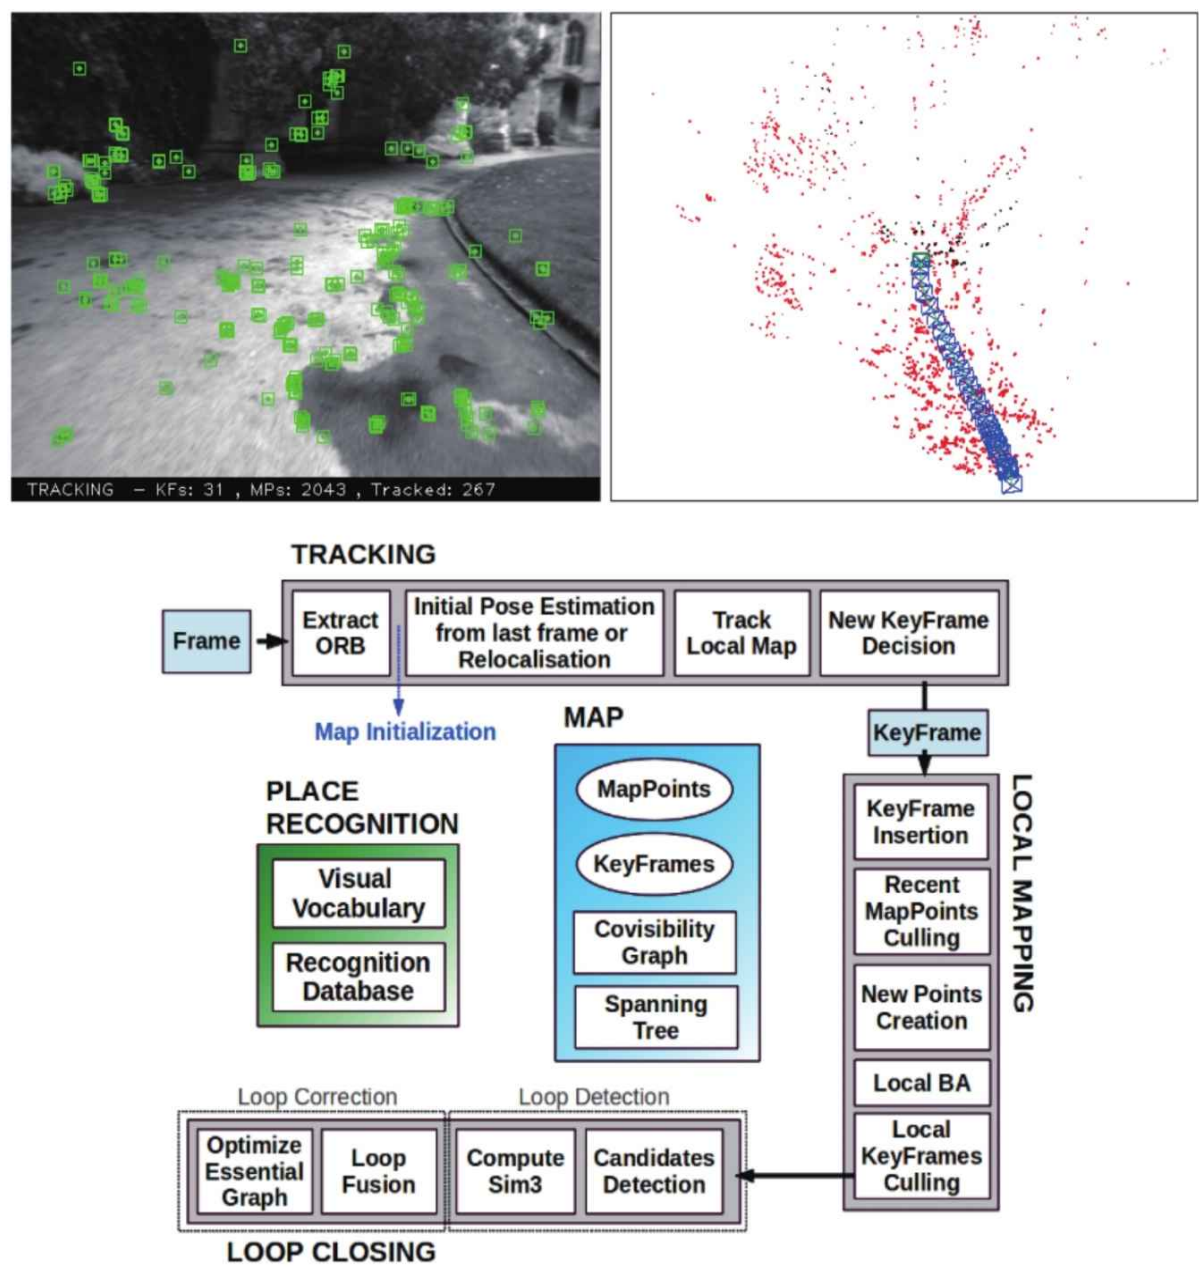 TRACKING — KFs: 31 , MPs: 2043 , Tracked: 267
TRACKING
Frame
Extract
ORB
Initial Pose Estimation
from last frame or
Relocalisation
Track
Local Map
New KeyFrame
Decision
Map Initialization
MAP
KeyFrame
MapPoints
KeyFrames
Covisibility
Graph
Spanning
Tree
PLACE
RECOGNITION
Visual
Vocabulary
Recognition
Database
LOCAL MAPPING
KeyFrame
Insertion
Recent
MapPoints
Culling
New Points
Creation
Local BA
Local
KeyFrames
Culling
Loop Correction
Loop Detection
Optimize
Essential
Graph
Loop
Fusion
Compute
Sim3
Candidates
Detection
LOOP CLOSING